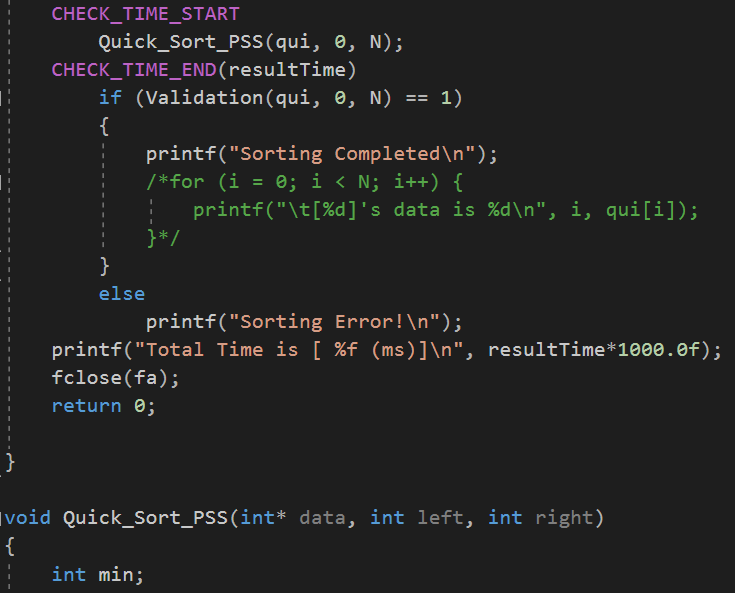 CHECK_TIME_START
Quick_Sort_PSS(qui, 0, N);
CHECK_TIME_END(resultTime)
if (Validation(qui, 0, N) == 1)
{
printf("Sorting Completed\n");
/*for (i = 0; i < N; i++) {
printf("\t[%d]'s data is %d\n", i, qui[i]);
}*/
}
else
printf("Sorting Error!\n");
printf("Total Time is [ %f (ms)]\n", resultTime*1000.0f);
fclose(fa);
return 0;
}
void Quick_Sort_PSS(int* data, int left, int right)
{
int min;